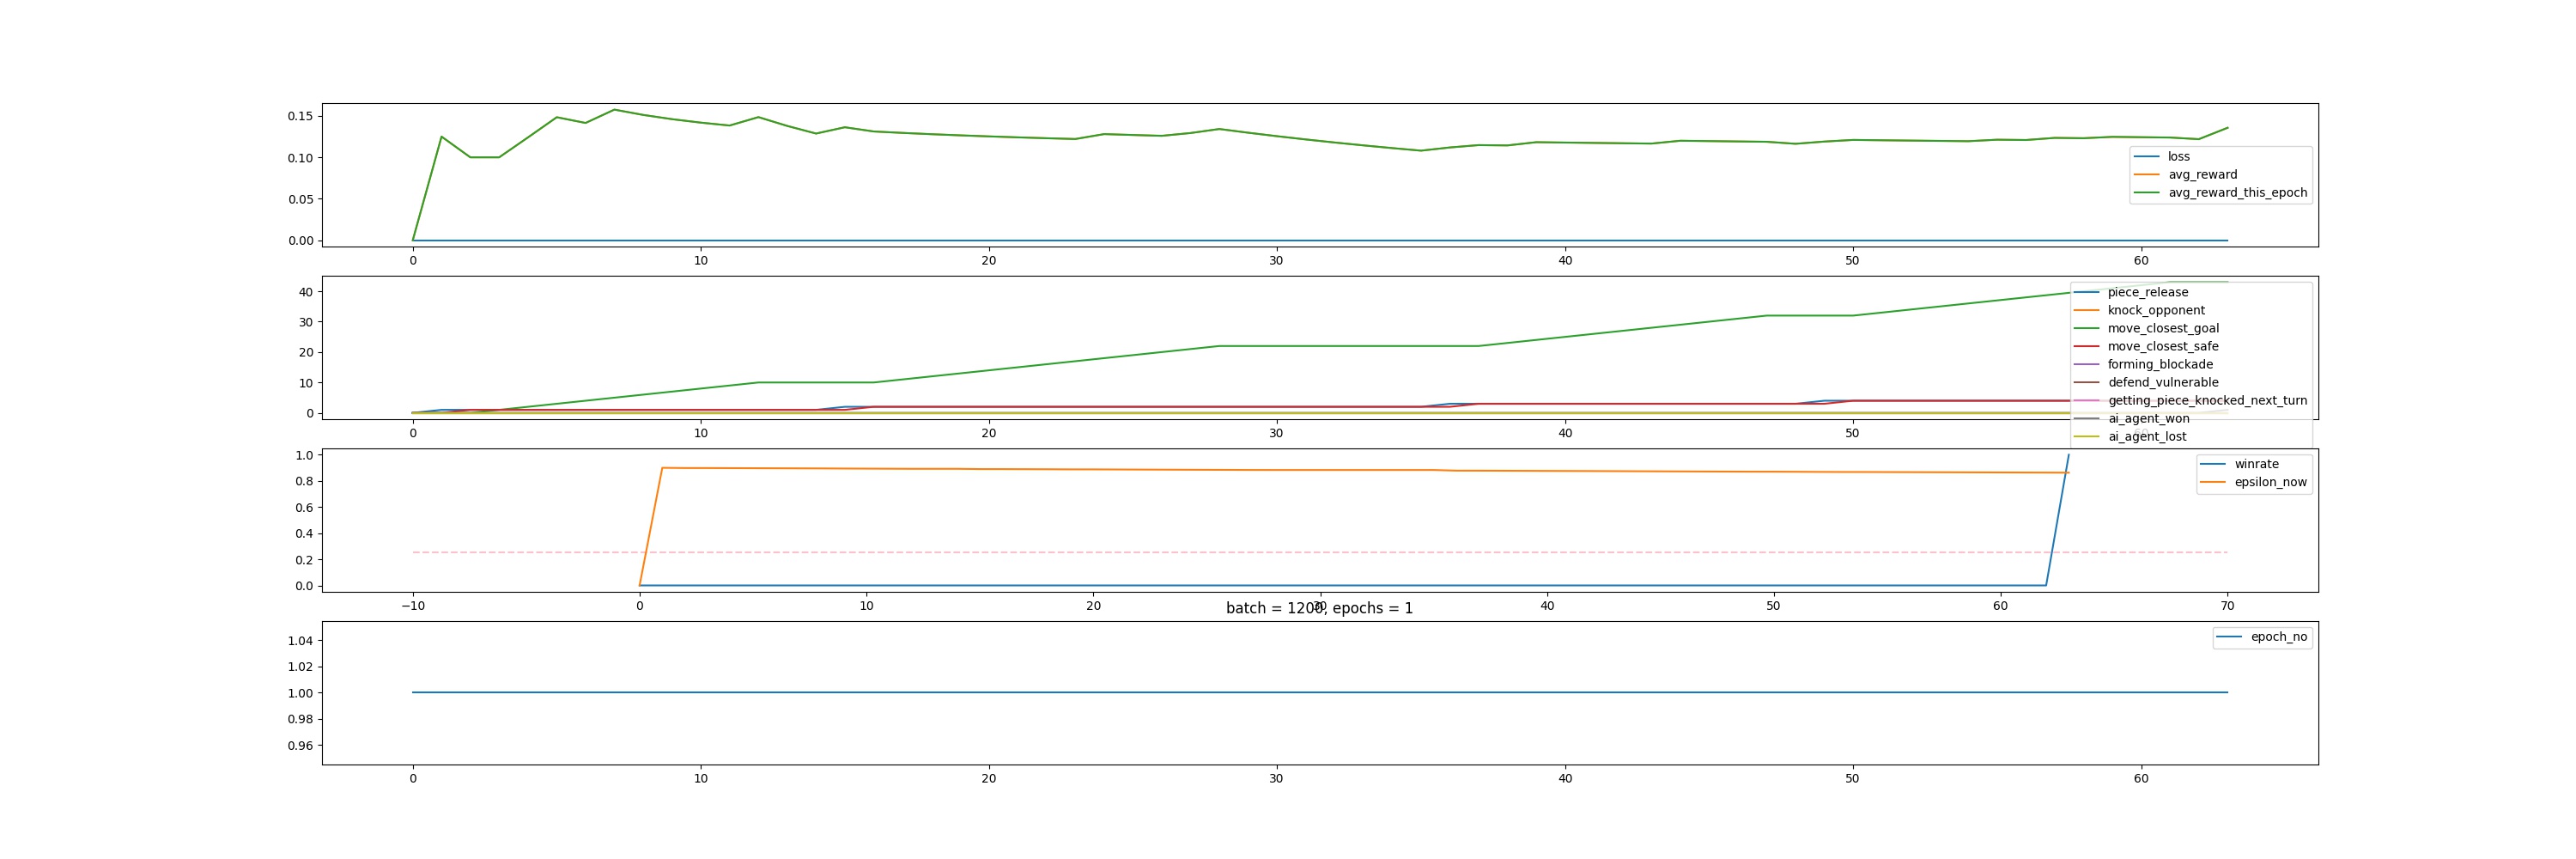 0.15
0.10
0.05
0.00
loss
avg_reward
avg_reward_this_epoch
0 10 20 30 40 50 60
40
30
20
10
0
piece_release
knock_opponent
move_closest_goal
move_closest_safe
forming_blockade
defend_vulnerable
getting_piece_knocked_next_turn
ai_agent_won
ai_agent_lost
0 10 20 30 40 50 60
1.0
0.8
0.6
0.4
0.2
0.0
winrate
epsilon_now
−10 0 10 20 30 40 50 60 70
batch = 1200, epochs = 1
1.04
1.02
1.00
0.98
0.96
epoch_no
0 10 20 30 40 50 60